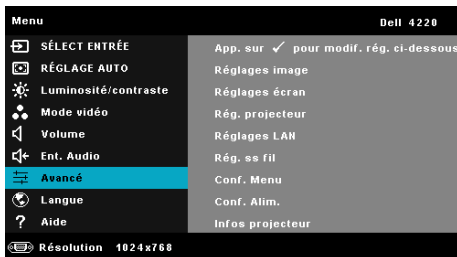 Menu Dell 4220
SÉLECT ENTRÉE App. sur ✓ pour modif. rég. ci-dessous
RÉGLAGE AUTO Réglages image
Luminosité/contraste Réglages écran
Mode vidéo Rég. projecteur
Volume Réglages LAN
Ent. Audio Rég. ss fil
Avancé Conf. Menu
Langue Conf. Alim.
? Aide Infos projecteur
Résolution 1024x768